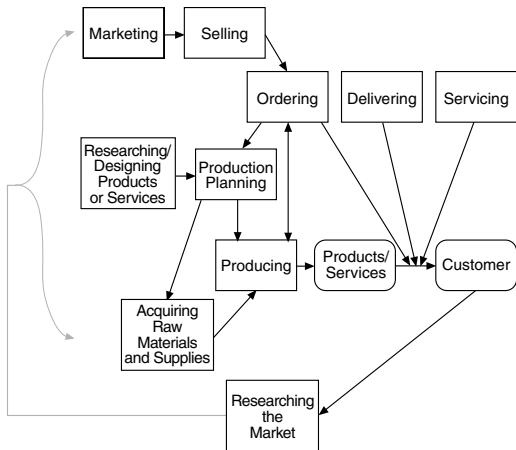 Marketing
Selling
Ordering
Delivering
Servicing
Researching/
Designing
Products
or Services
Production
Planning
Producing
Products/
Services
Customer
Acquiring
Raw
Materials
and Supplies
Researching
the
Market